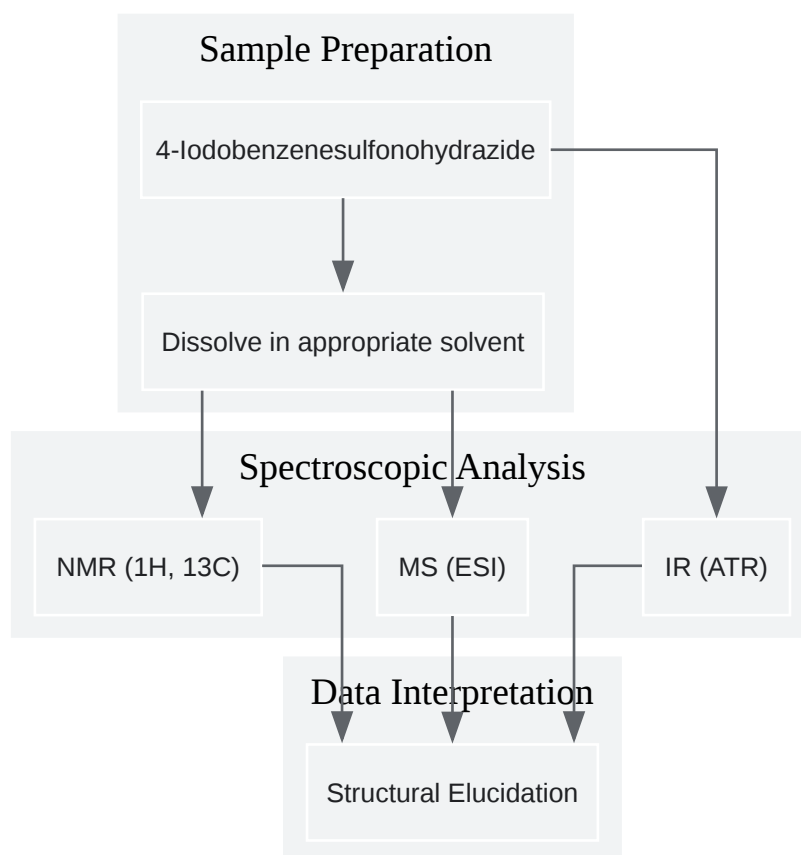 Sample Preparation
4-Iodobenzenesulfonohydrazide
Dissolve in appropriate solvent
Spectroscopic Analysis
NMR (1H, 13C)
MS (ESI)
IR (ATR)
Data Interpretation
Structural Elucidation